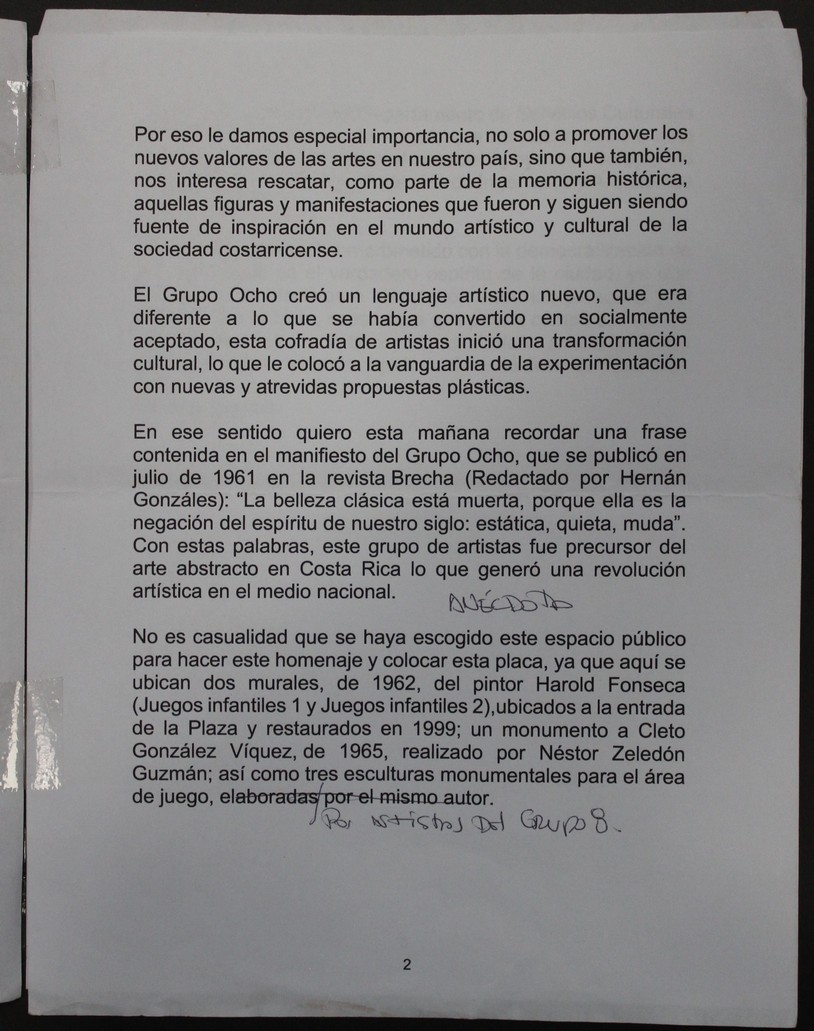 Por eso le damos especial importancia, no solo a promover los
nuevos valores de las artes en nuestro país, sino que también,
nos interesa rescatar, como parte de la memoria histórica,
aquellas figuras y manifestaciones que fueron y siguen siendo
fuente de inspiración en el mundo artístico y cultural de la
sociedad costarricense.
El Grupo Ocho creó un lenguaje artístico nuevo, que era
diferente a lo que se había convertido en socialmente
aceptado, esta cofradía de artistas inició una transformación
cultural, lo que le colocó a la vanguardia de la experimentación
con nuevas y atrevidas propuestas plásticas.
En ese sentido quiero esta mañana recordar una frase
contenida en el manifiesto del Grupo Ocho, que se publicó en
julio de 1961 en la revista Brecha (Redactado por Hernán
Gonzáles): “La belleza clásica está muerta, porque ella es la
negación del espíritu de nuestro siglo: estática, quieta, muda”.
Con estas palabras, este grupo de artistas fue precursor del
arte abstracto en Costa Rica lo que generó una revolución
artística en el medio nacional.
ANÉCDOTA
No es casualidad que se haya escogido este espacio público
para hacer este homenaje y colocar esta placa, ya que aquí se
ubican dos murales, de 1962, del pintor Harold Fonseca
(Juegos infantiles 1 y Juegos infantiles 2),ubicados a la entrada
de la Plaza y restaurados en 1999; un monumento a Cleto
González Víquez, de 1965, realizado por Néstor Zeledón
Guzmán; así como tres esculturas monumentales para el área
de juego, elaboradas por el mismo autor.
Por Artistas Del Grupo 8.
2